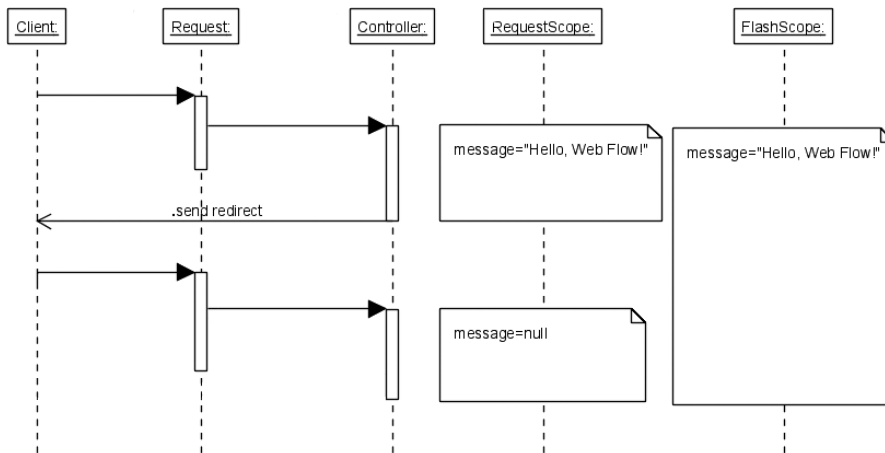 Client:
Request:
Controller:
RequestScope:
FlashScope:
message="Hello, Web Flow!"
message="Hello, Web Flow!"
.send redirect
message=null